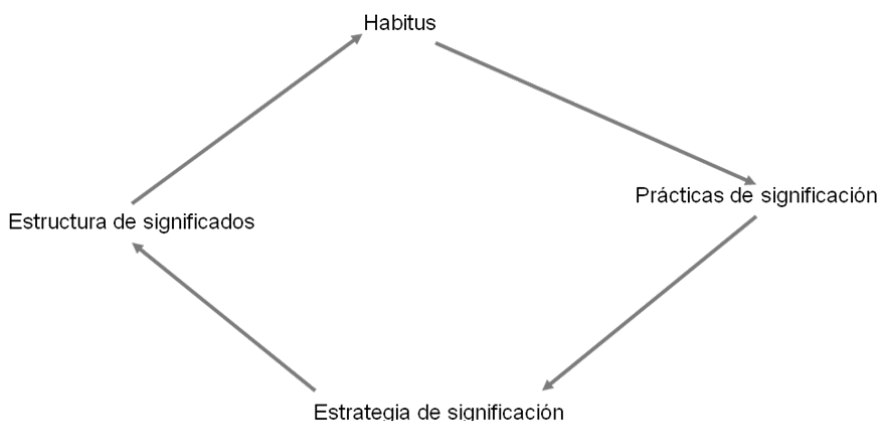 Habitus
Prácticas de significación
Estructura de significados
Estrategia de significación